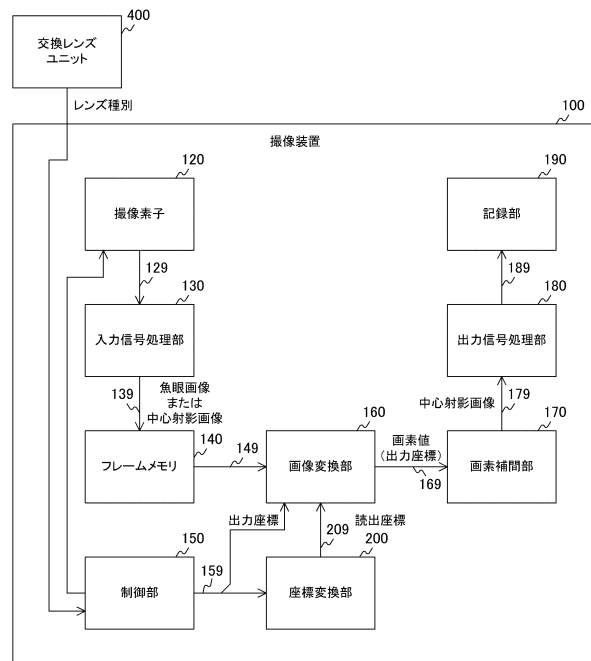 400
交換レンズ
ユニット
レンズ種別
100
撮像装置
120
撮像素子
190
記録部
129
189
130
入力信号処理部
180
出力信号処理部
139
魚眼画像
または
中心射影画像
中心射影画像
179
140
フレームメモリ
149
160
画像変換部
画素値
(出力座標)
169
170
画素補間部
出力座標
209
読出座標
150
制御部
159
200
座標変換部